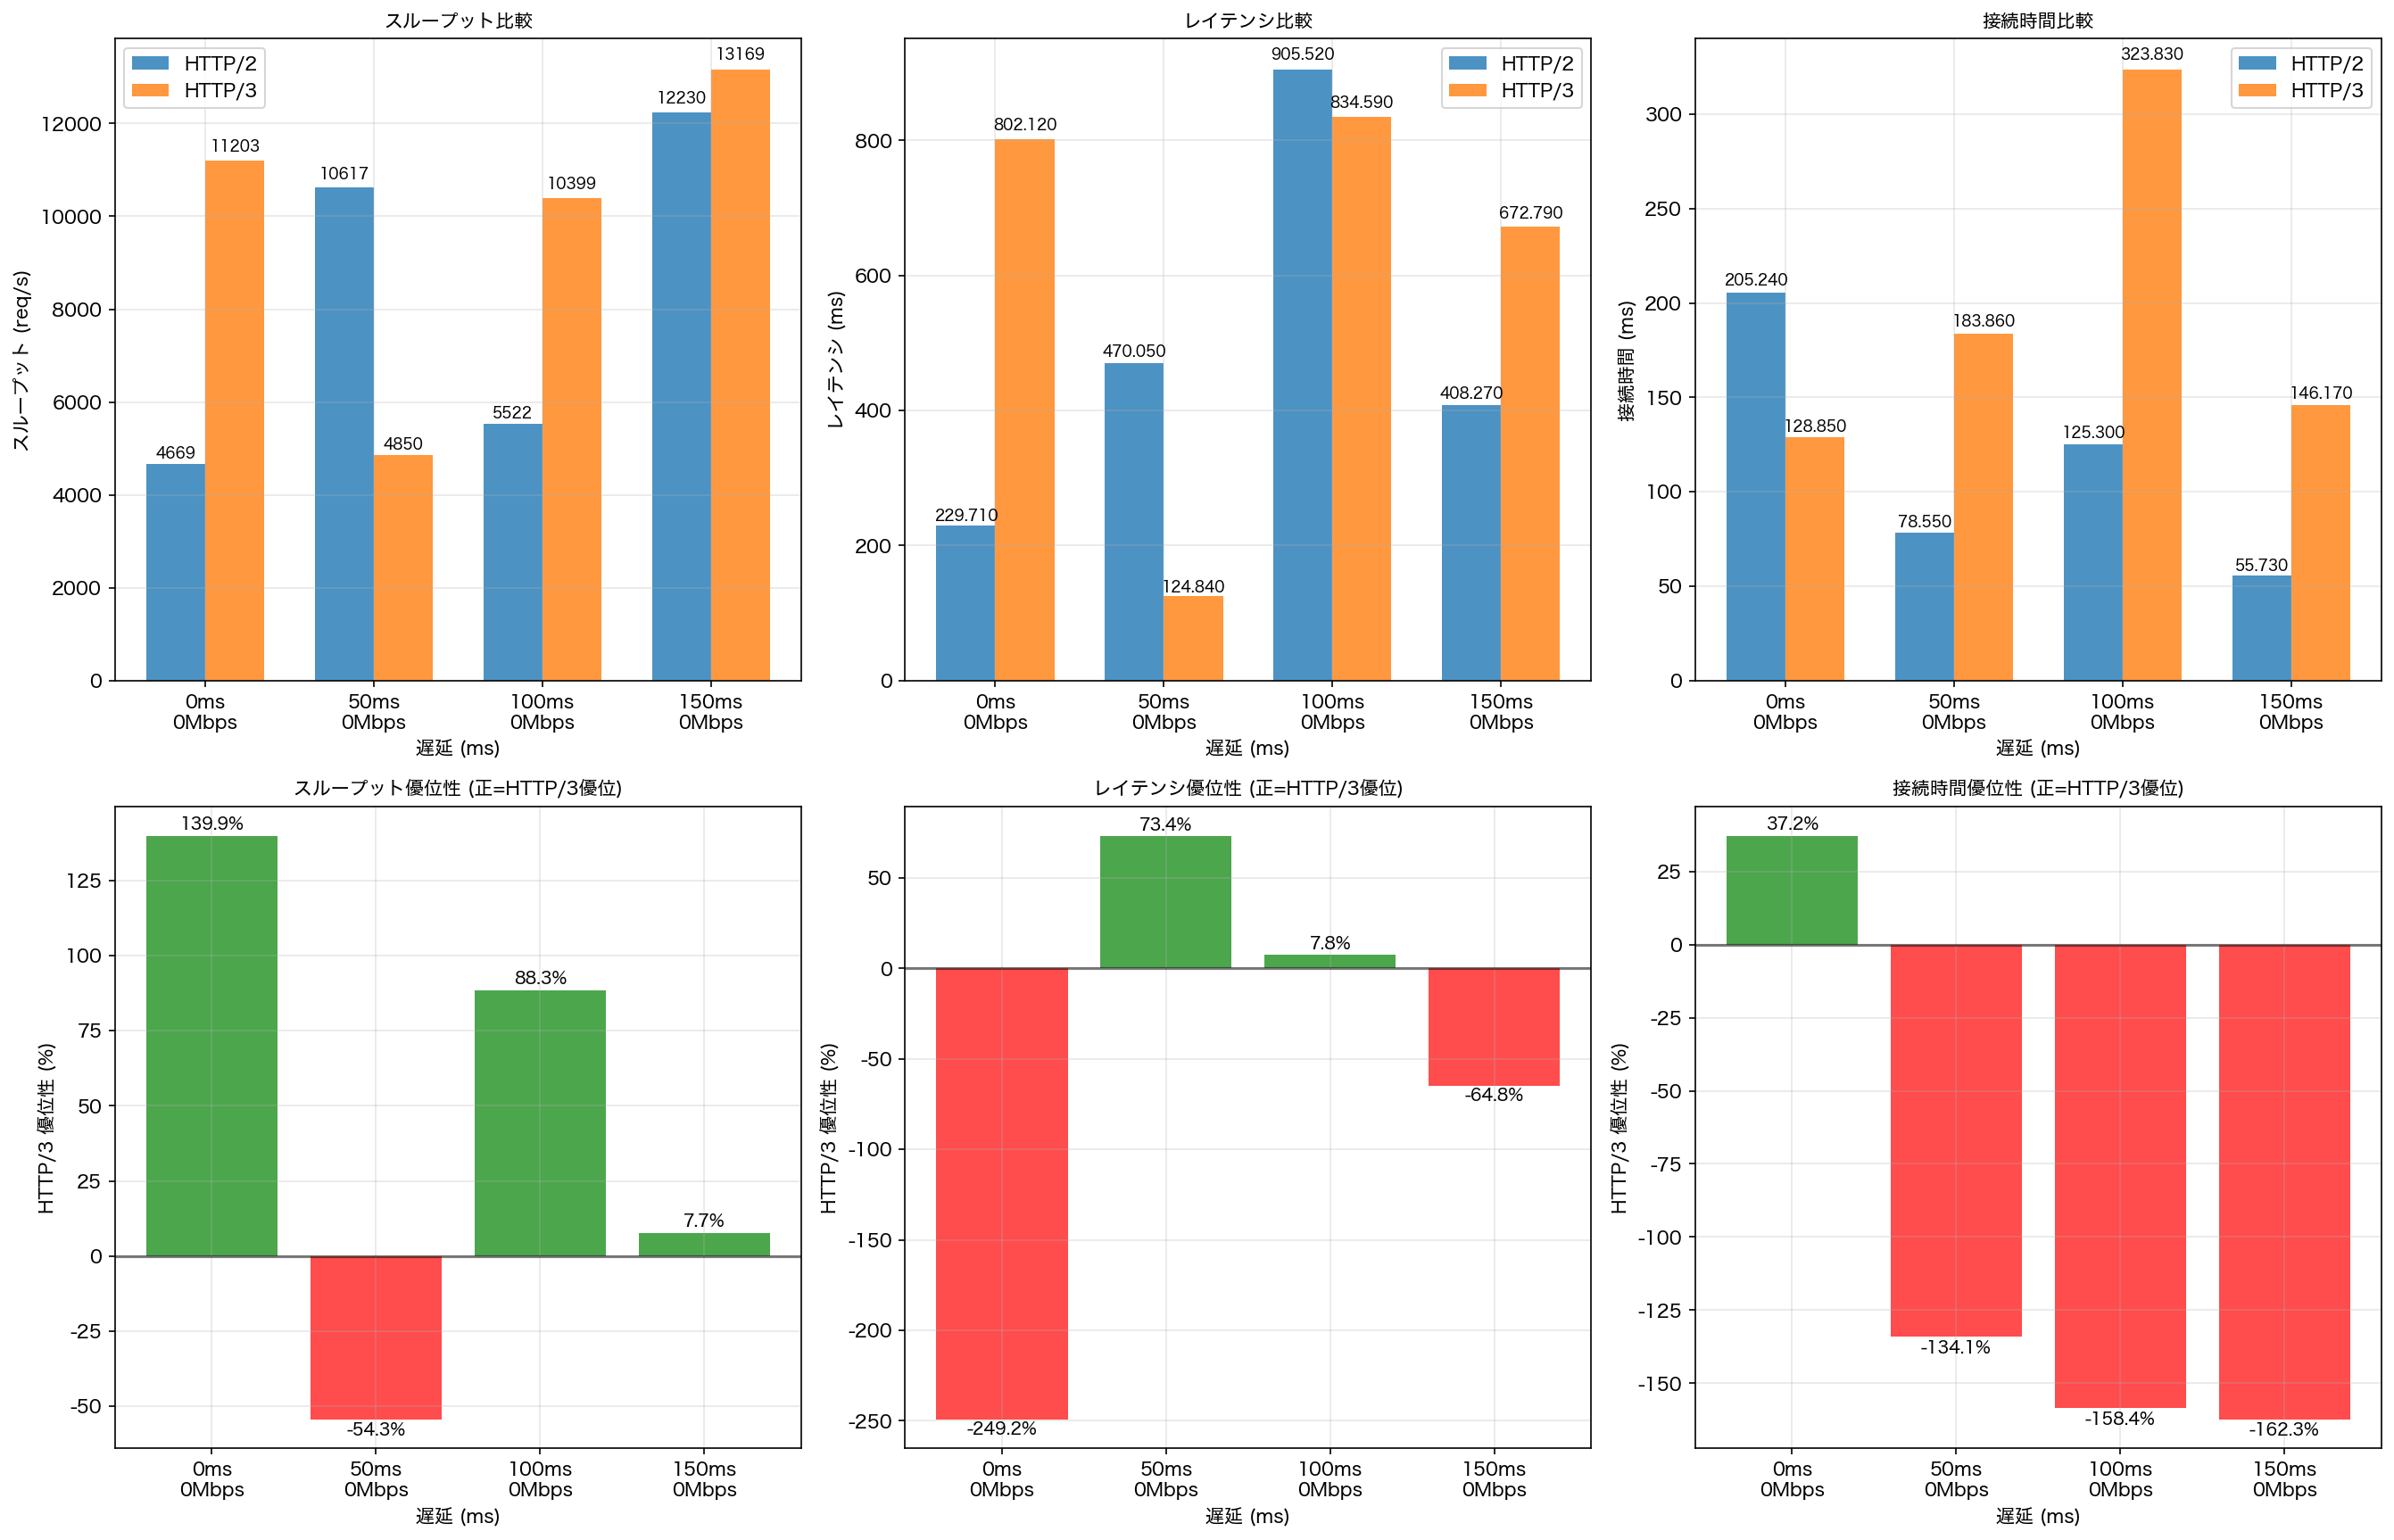 スループット比較
HTTP/2
HTTP/3
スループット (req/s)
12000
10000
8000
6000
4000
2000
0
4669
11203
10617
4850
5522
10399
12230
13169
0ms
0Mbps
50ms
0Mbps
100ms
0Mbps
150ms
0Mbps
遅延 (ms)
レイテンシ比較
HTTP/2
HTTP/3
レイテンシ (ms)
800
600
400
200
0
229.710
802.120
470.050
124.840
905.520
834.590
408.270
672.790
0ms
0Mbps
50ms
0Mbps
100ms
0Mbps
150ms
0Mbps
遅延 (ms)
接続時間比較
HTTP/2
HTTP/3
接続時間 (ms)
300
250
200
150
100
50
0
205.240
128.850
78.550
183.860
125.300
323.830
55.730
146.170
0ms
0Mbps
50ms
0Mbps
100ms
0Mbps
150ms
0Mbps
遅延 (ms)
スループット優位性 (正=HTTP/3優位)
HTTP/3 優位性 (%)
125
100
75
50
25
0
-25
-50
139.9%
-54.3%
88.3%
7.7%
0ms
0Mbps
50ms
0Mbps
100ms
0Mbps
150ms
0Mbps
遅延 (ms)
レイテンシ優位性 (正=HTTP/3優位)
HTTP/3 優位性 (%)
50
0
-50
-100
-150
-200
-250
-249.2%
73.4%
7.8%
-64.8%
0ms
0Mbps
50ms
0Mbps
100ms
0Mbps
150ms
0Mbps
遅延 (ms)
接続時間優位性 (正=HTTP/3優位)
HTTP/3 優位性 (%)
25
0
-25
-50
-75
-100
-125
-150
37.2%
-134.1%
-158.4%
-162.3%
0ms
0Mbps
50ms
0Mbps
100ms
0Mbps
150ms
0Mbps
遅延 (ms)